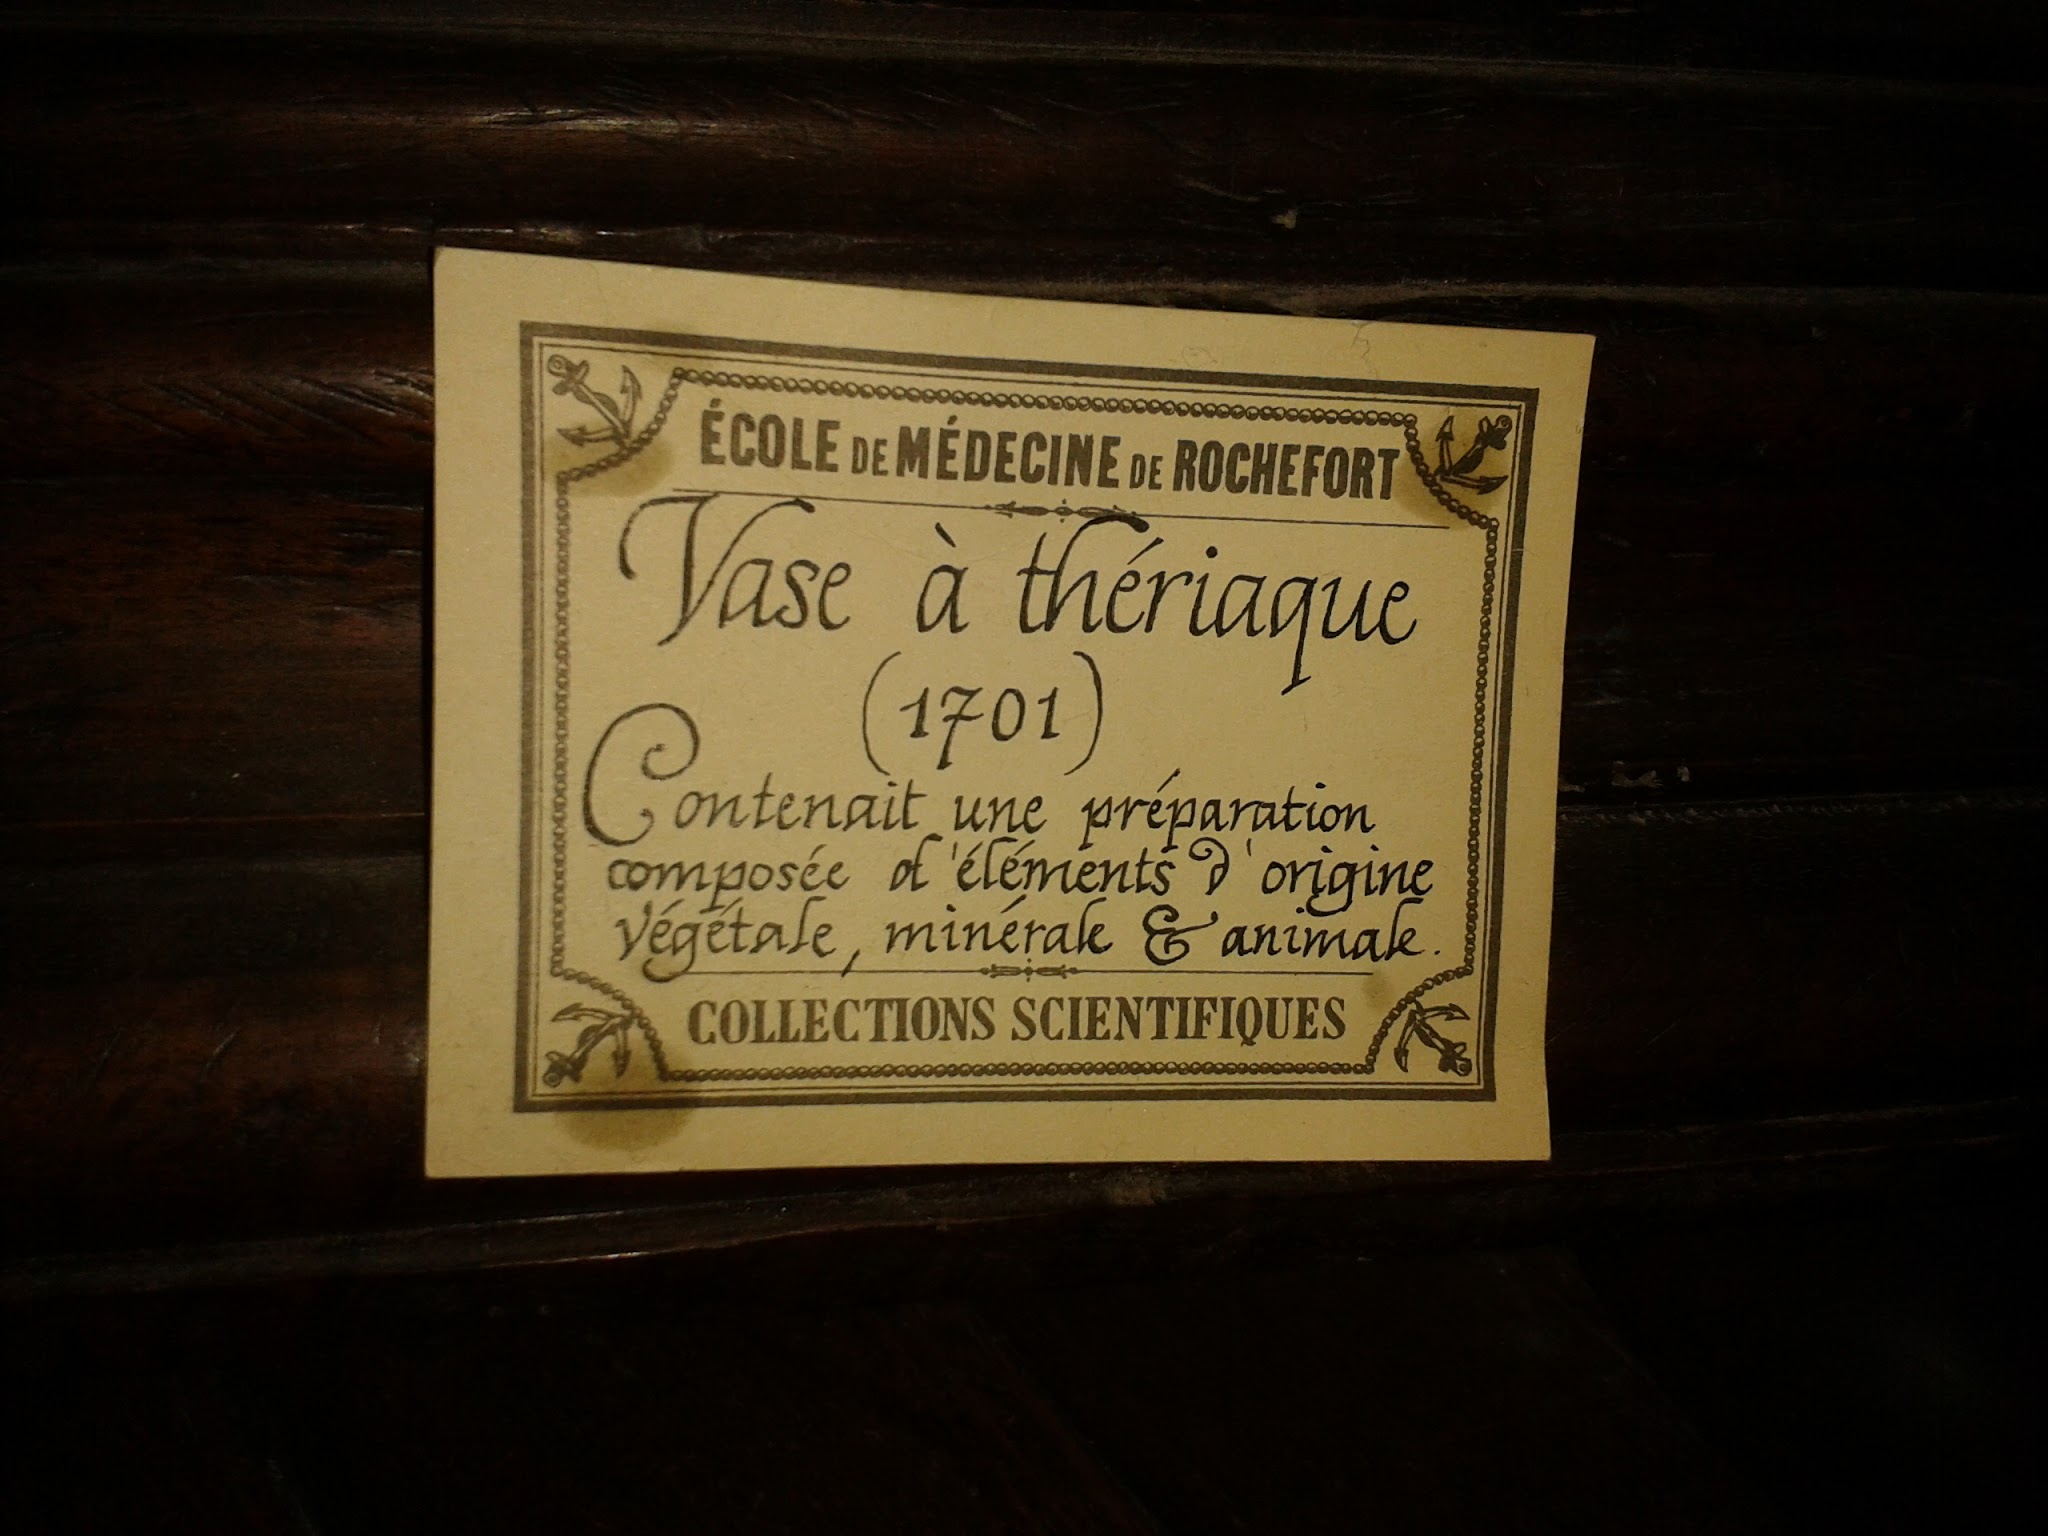 ÉCOLE DE MÉDECINE DE ROCHEFORT
Vase à thériaque
(1701)
Contenait une préparation
composée d'éléments d'origine
végétale, minérale & animale.
COLLECTIONS SCIENTIFIQUES